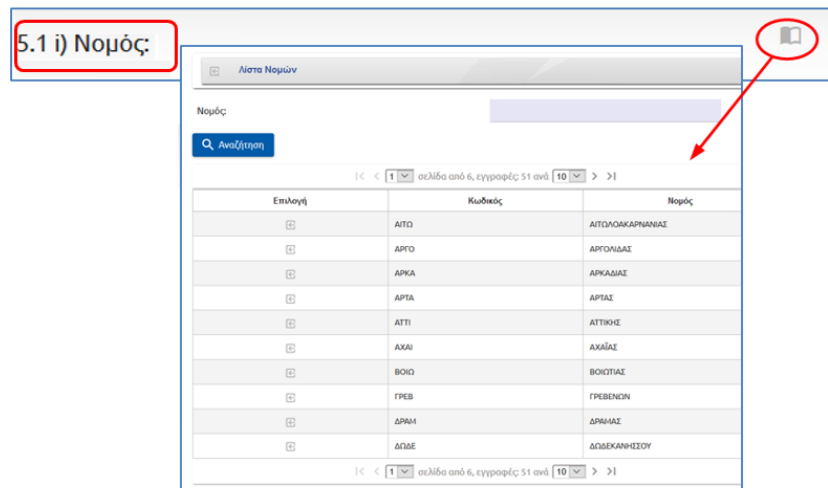 5.1 i) Νομός:
Λίστα Νομών
Νομός:
Αναζήτηση
|< < 1 σελίδα από 6, εγγραφές: 51 ανά 10 > >|
Επιλογή Κωδικός Νομός
ΑΙΤΩ ΑΙΤΩΛΟΑΚΑΡΝΑΝΙΑΣ
ΑΡΓΟ ΑΡΓΟΛΙΔΑΣ
ΑΡΚΑ ΑΡΚΑΔΙΑΣ
ΑΡΤΑ ΑΡΤΑΣ
ΑΤΤΙ ΑΤΤΙΚΗΣ
ΑΧΑΙ ΑΧΑΪΑΣ
ΒΟΙΩ ΒΟΙΩΤΙΑΣ
ΓΡΕΒ ΓΡΕΒΕΝΩΝ
ΔΡΑΜ ΔΡΑΜΑΣ
ΔΩΔΕ ΔΩΔΕΚΑΝΗΣΣΟΥ
|< < 1 σελίδα από 6, εγγραφές: 51 ανά 10 > >|